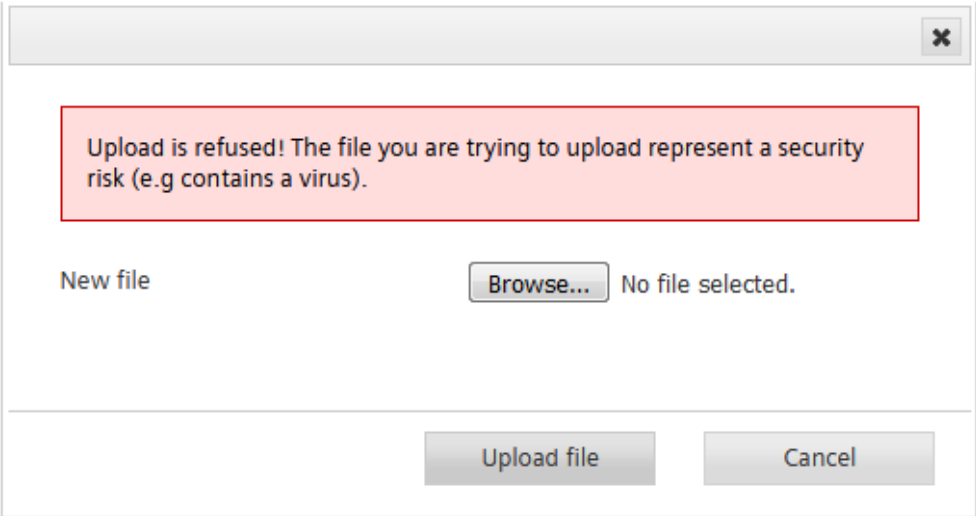 Upload is refused! The file you are trying to upload represent a security
risk (e.g contains a virus).
New file
Browse... No file selected.
Upload file
Cancel